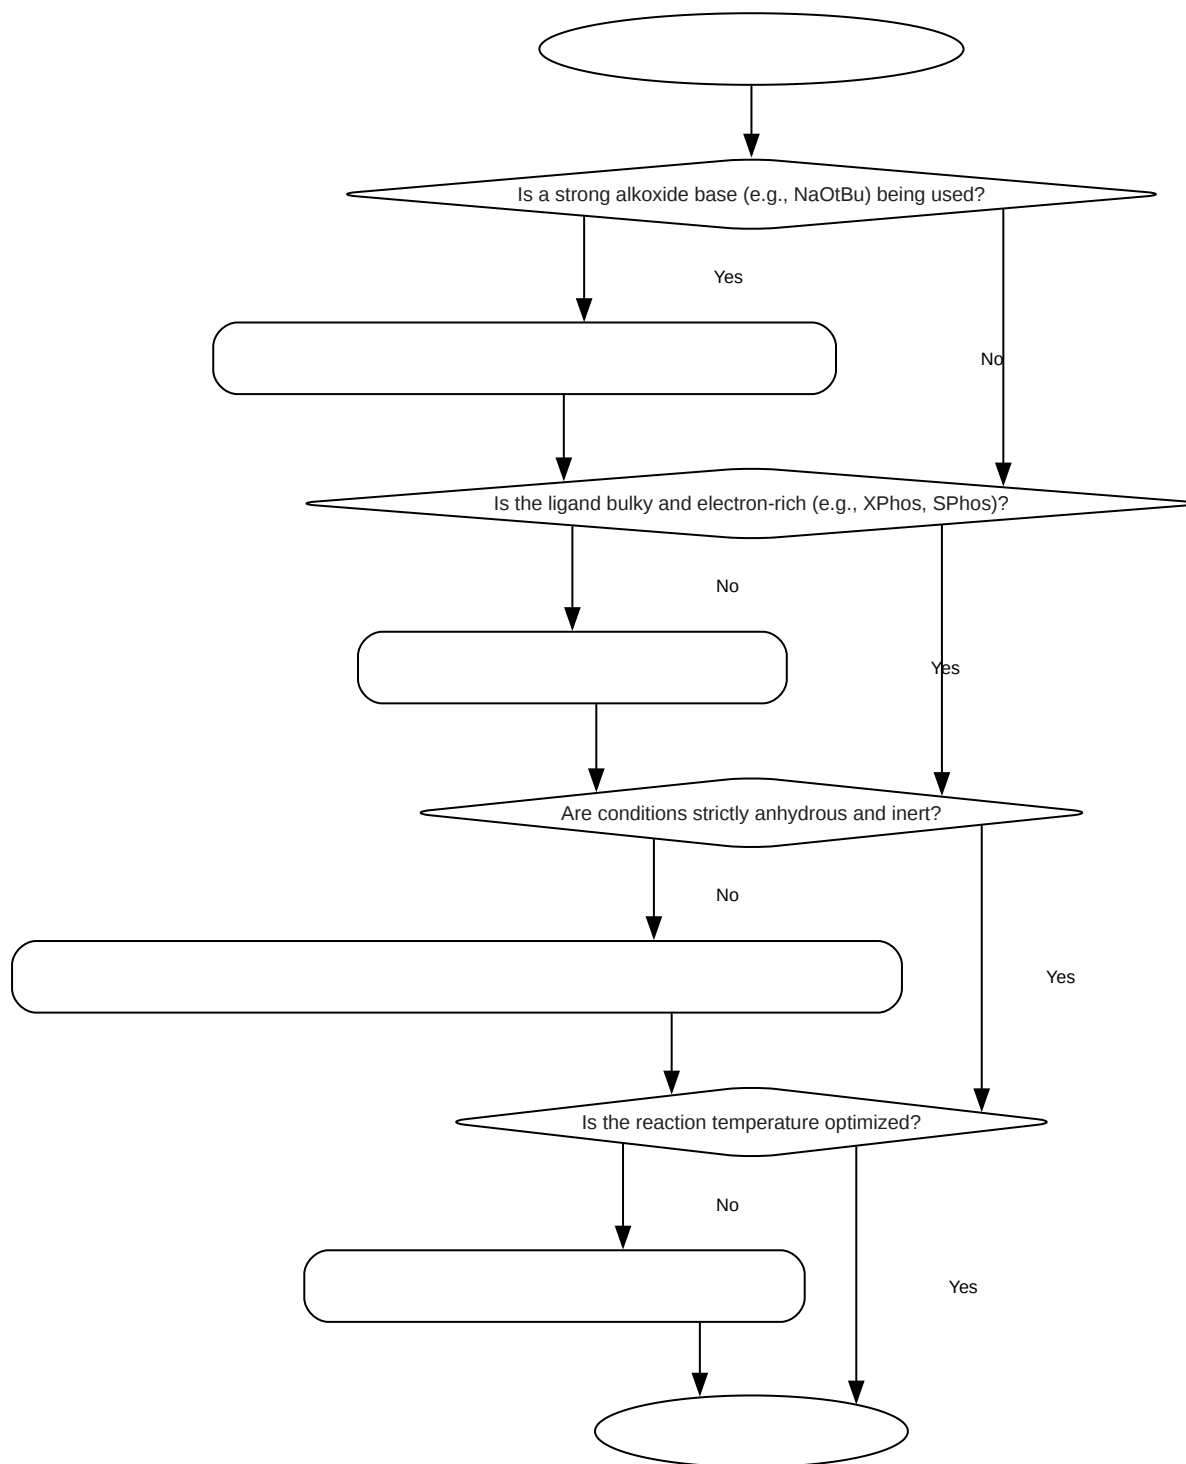 Is a strong alkoxide base (e.g., NaOtBu) being used?
Yes
No
Is the ligand bulky and electron-rich (e.g., XPhos, SPhos)?
No
Yes
Are conditions strictly anhydrous and inert?
No
Yes
Is the reaction temperature optimized?
No
Yes